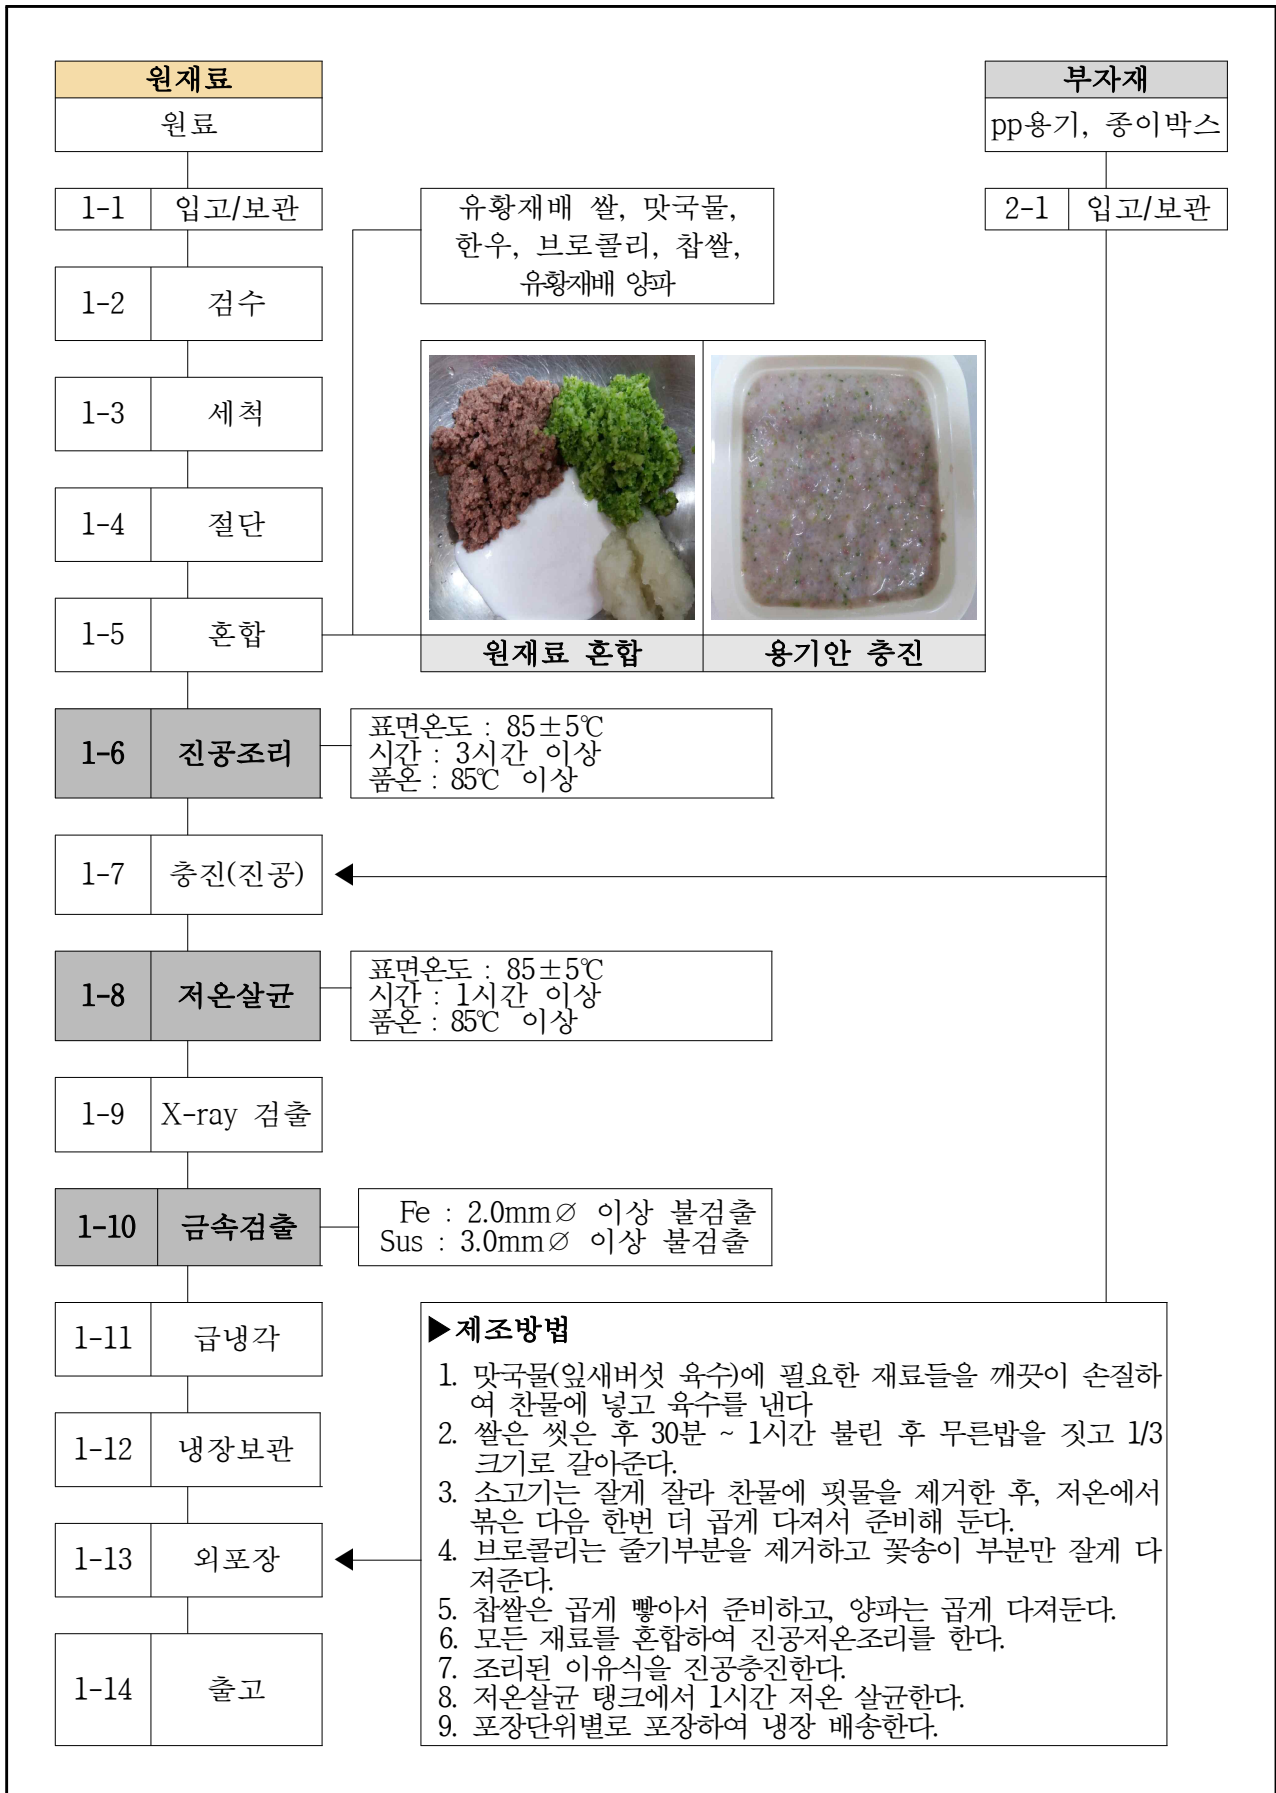 원재료
원료
부자재
pp용기, 종이박스
1-1 입고/보관
2-1 입고/보관
유황재배 쌀, 맛국물,
한우, 브로콜리, 찹쌀,
유황재배 양파
1-2 검수
1-3 세척
1-4 절단
1-5 혼합
원재료 혼합
용기안 충진
1-6 진공조리
표면온도 : 85±5℃
시간 : 3시간 이상
품온 : 85℃ 이상
1-7 충진(진공)
1-8 저온살균
표면온도 : 85±5℃
시간 : 1시간 이상
품온 : 85℃ 이상
1-9 X-ray 검출
1-10 금속검출
Fe : 2.0mm∅ 이상 불검출
Sus : 3.0mm∅ 이상 불검출
1-11 급냉각
1-12 냉장보관
1-13 외포장
1-14 출고
▶제조방법
1. 맛국물(잎새버섯 육수)에 필요한 재료들을 깨끗이 손질하
여 찬물에 넣고 육수를 낸다
2. 쌀은 씻은 후 30분 ~ 1시간 불린 후 무른밥을 짓고 1/3
크기로 갈아준다.
3. 소고기는 잘게 잘라 찬물에 핏물을 제거한 후, 저온에서
볶은 다음 한번 더 곱게 다져서 준비해 둔다.
4. 브로콜리는 줄기부분을 제거하고 꽃송이 부분만 잘게 다
져준다.
5. 찹쌀은 곱게 빻아서 준비하고, 양파는 곱게 다져둔다.
6. 모든 재료를 혼합하여 진공저온조리를 한다.
7. 조리된 이유식을 진공충진한다.
8. 저온살균 탱크에서 1시간 저온 살균한다.
9. 포장단위별로 포장하여 냉장 배송한다.